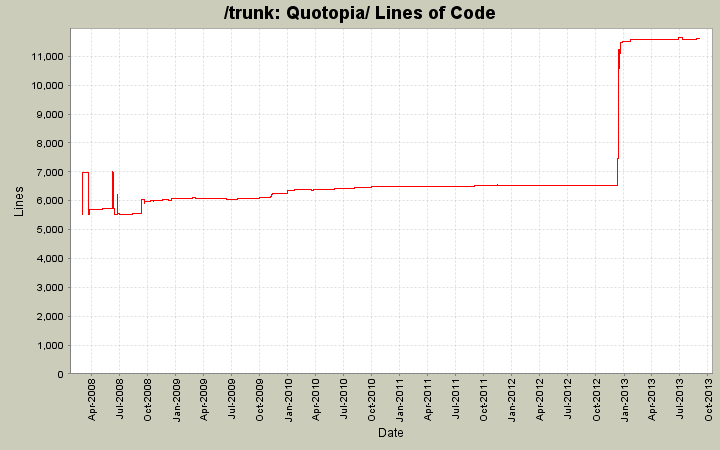 /trunk: Quotopia/ Lines of Code
Lines
11,000
10,000
9,000
8,000
7,000
6,000
5,000
4,000
3,000
2,000
1,000
0
Apr-2008
Jul-2008
Oct-2008
Jan-2009
Apr-2009
Jul-2009
Oct-2009
Jan-2010
Apr-2010
Jul-2010
Oct-2010
Jan-2011
Apr-2011
Jul-2011
Oct-2011
Jan-2012
Apr-2012
Jul-2012
Oct-2012
Jan-2013
Apr-2013
Jul-2013
Oct-2013
Date